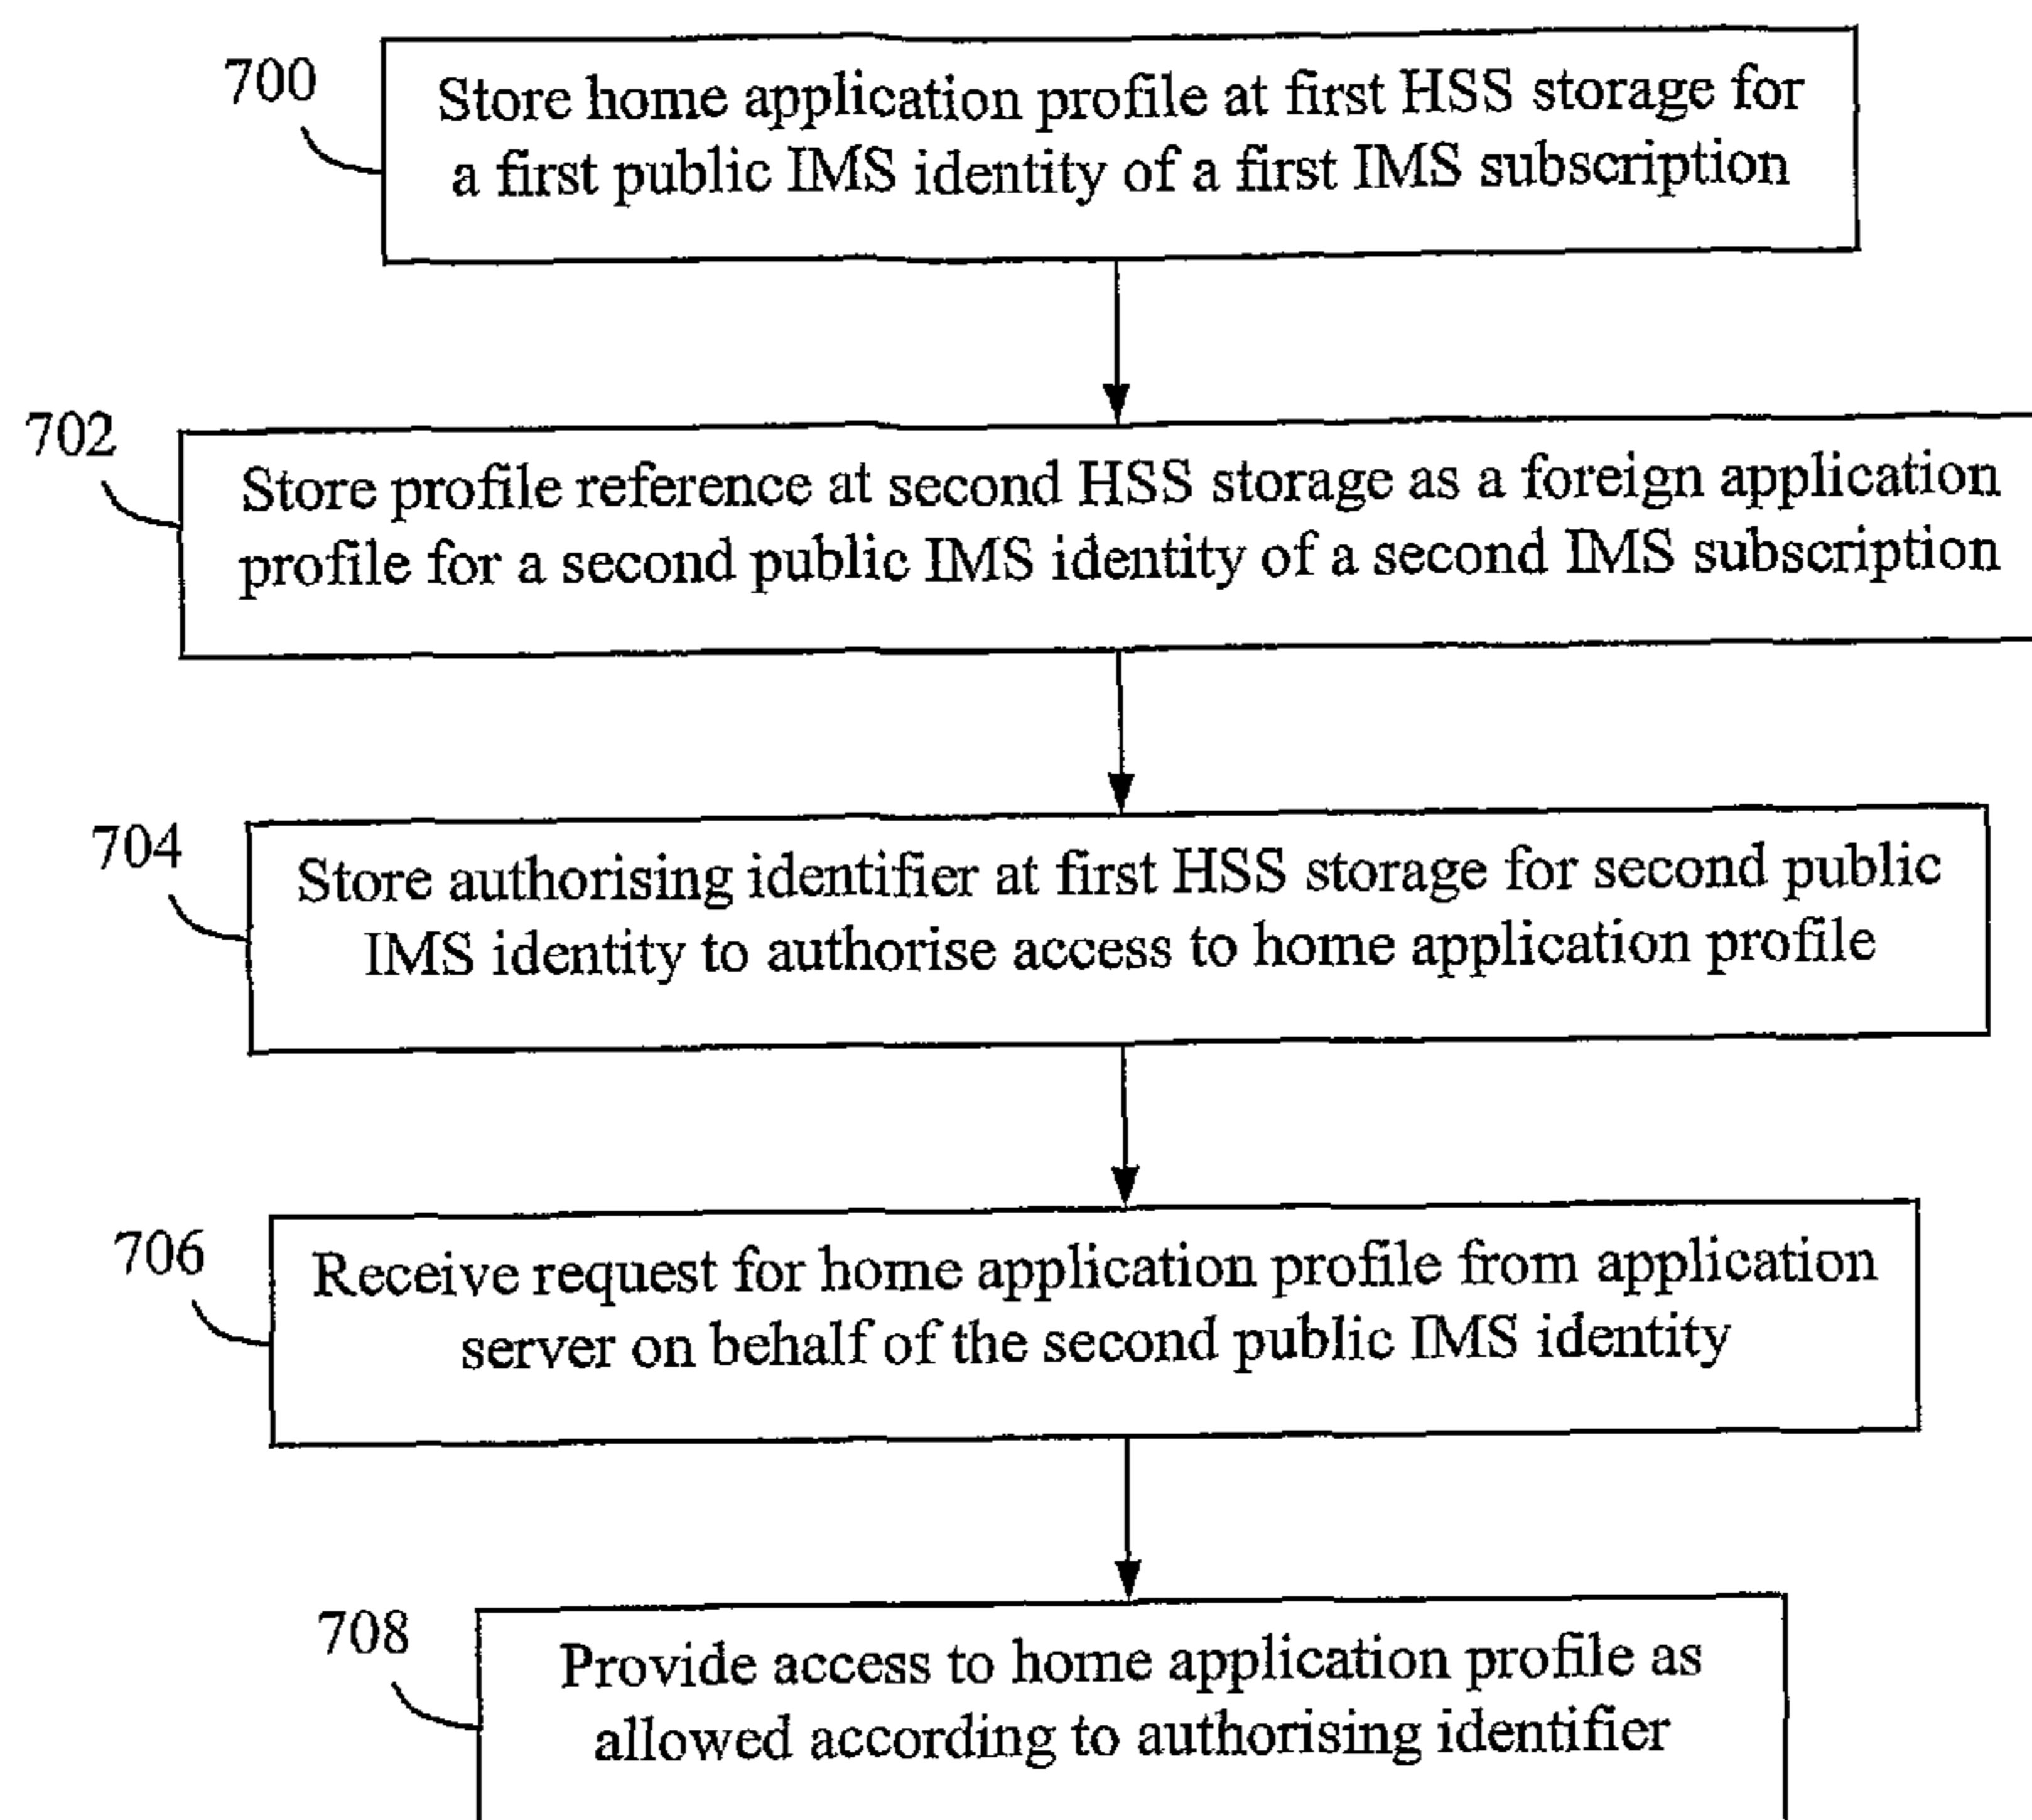 700
Store home application profile at first HSS storage for
a first public IMS identity of a first IMS subscription
702
Store profile reference at second HSS storage as a foreign application
profile for a second public IMS identity of a second IMS subscription
704
Store authorising identifier at first HSS storage for second public
IMS identity to authorise access to home application profile
706
Receive request for home application profile from application
server on behalf of the second public IMS identity
708
Provide access to home application profile as
allowed according to authorising identifier